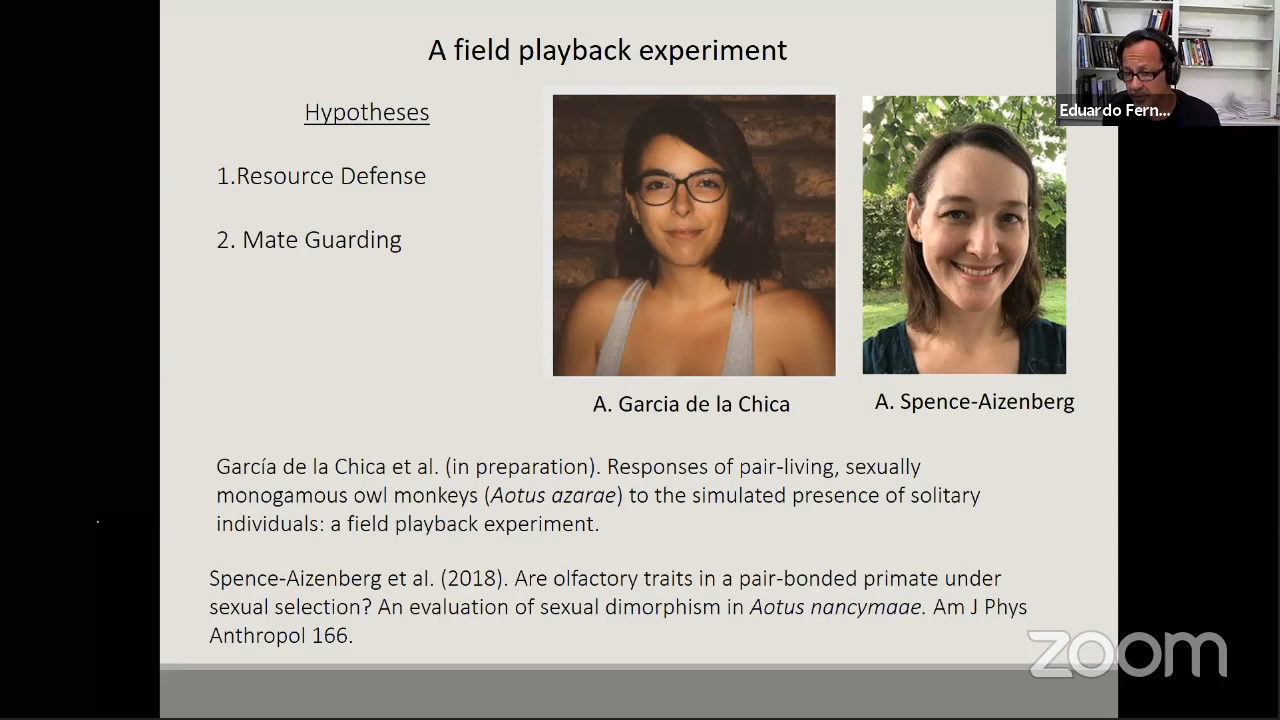 A field playback experiment
Eduardo Fern...
Hypotheses
1.Resource Defense
2. Mate Guarding
A. Garcia de la Chica
A. Spence-Aizenberg
García de la Chica et al. (in preparation). Responses of pair-living, sexually
monogamous owl monkeys (Aotus azarae) to the simulated presence of solitary
individuals: a field playback experiment.
Spence-Aizenberg et al. (2018). Are olfactory traits in a pair-bonded primate under
sexual selection? An evaluation of sexual dimorphism in Aotus nancymaae. Am J Phys
Anthropol 166.
zoom